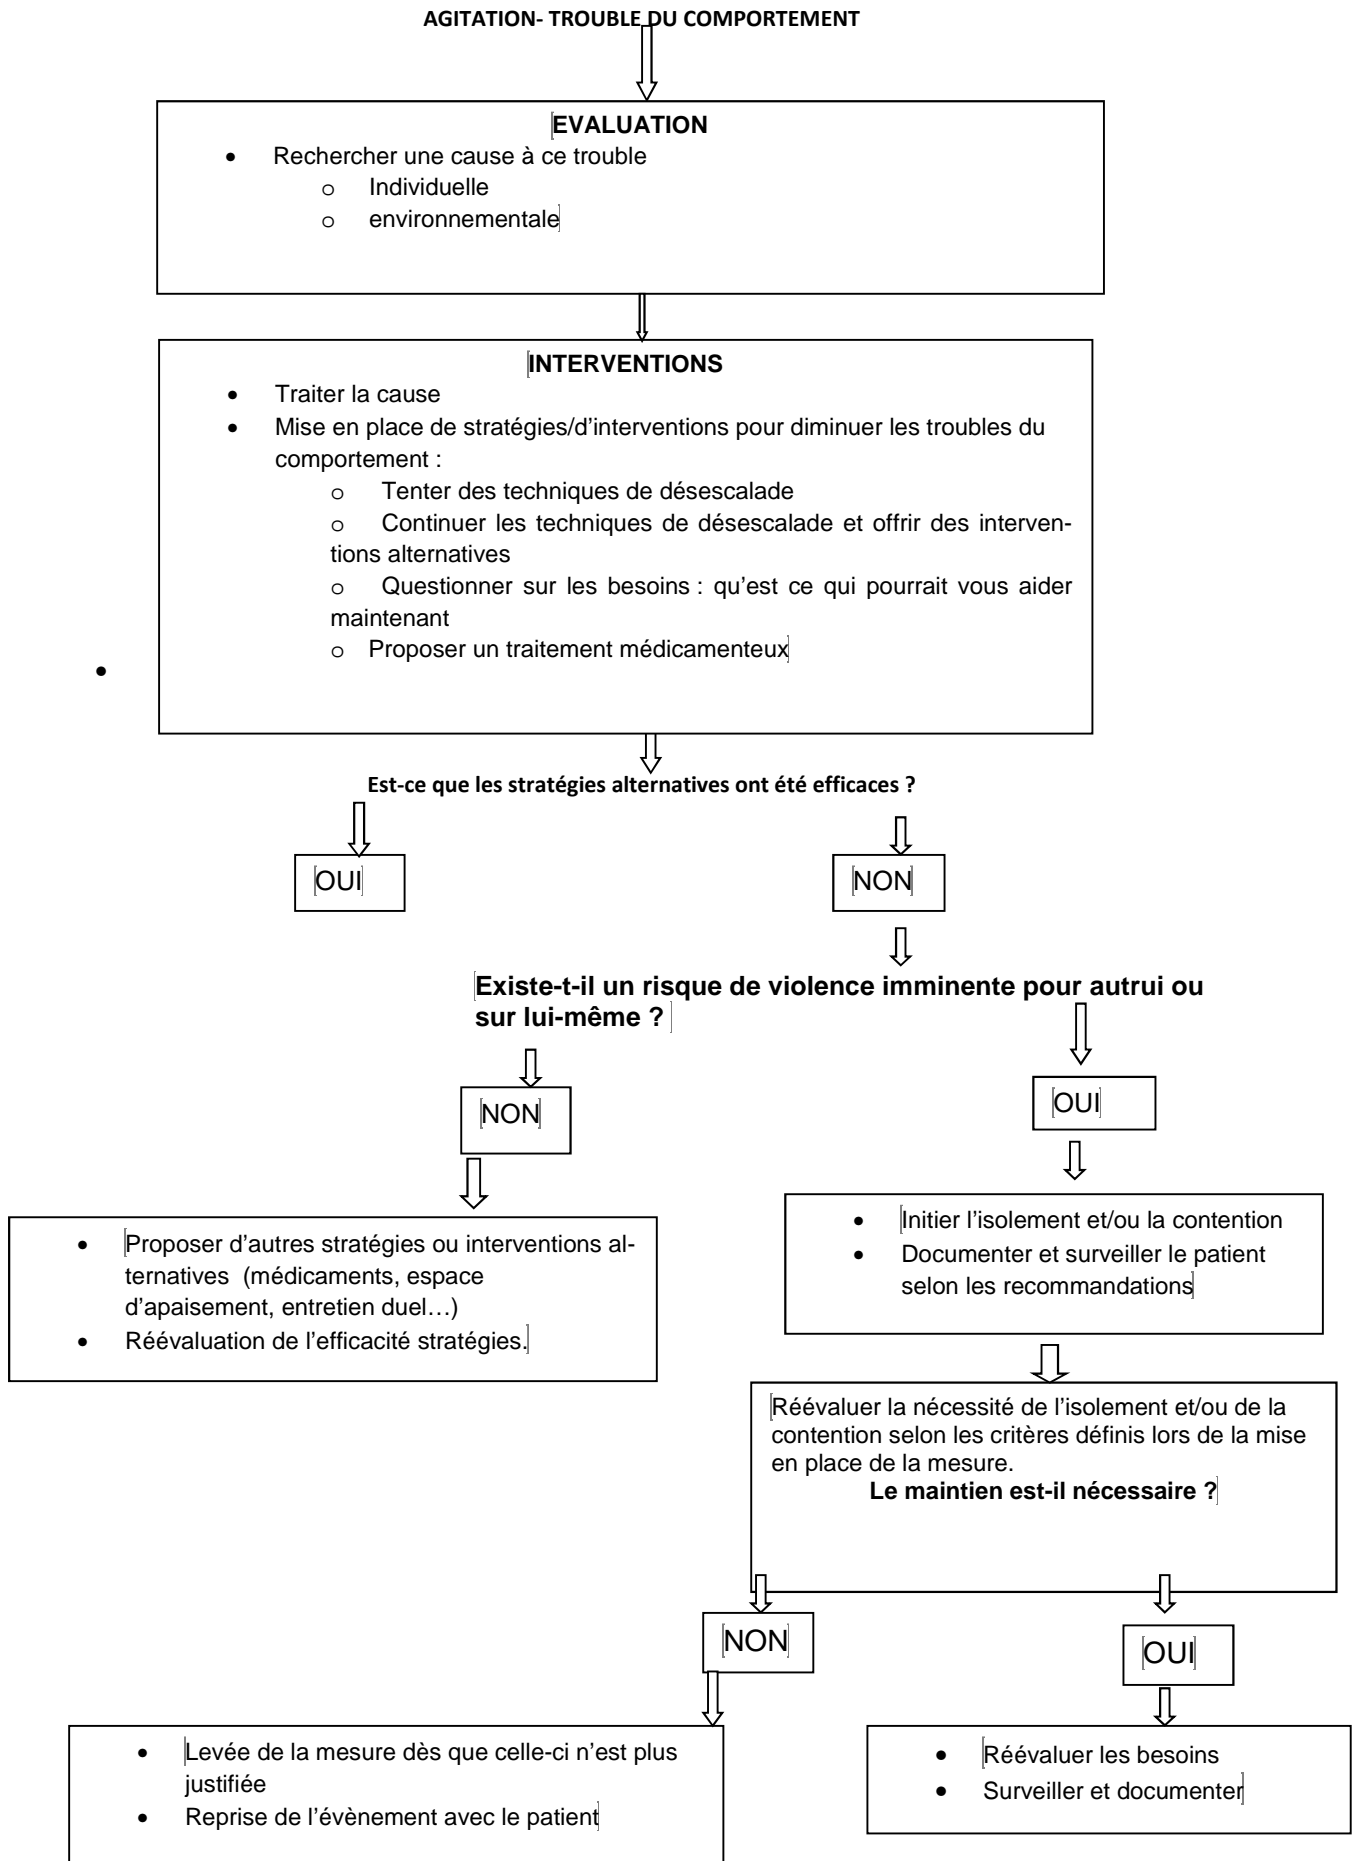 AGITATION- TROUBLE DU COMPORTEMENT
EVALUATION
• Rechercher une cause à ce trouble
o Individuelle
o environnementale
INTERVENTIONS
• Traiter la cause
• Mise en place de stratégies/d'interventions pour diminuer les troubles du
comportement :
o Tenter des techniques de désescalade
o Continuer les techniques de désescalade et offrir des interven-
tions alternatives
o Questionner sur les besoins : qu'est ce qui pourrait vous aider
maintenant
o Proposer un traitement médicamenteux
•
Est-ce que les stratégies alternatives ont été efficaces ?
OUI
NON
Existe-t-il un risque de violence imminente pour autrui ou
sur lui-même ?
NON
OUI
• Proposer d'autres stratégies ou interventions al-
ternatives (médicaments, espace
d'apaisement, entretien duel…)
• Réévaluation de l'efficacité stratégies.
• Initier l'isolement et/ou la contention
• Documenter et surveiller le patient
selon les recommandations
Réévaluer la nécessité de l'isolement et/ou de la
contention selon les critères définis lors de la mise
en place de la mesure.
Le maintien est-il nécessaire ?
NON
OUI
• Levée de la mesure dès que celle-ci n'est plus
justifiée
• Reprise de l'évènement avec le patient
• Réévaluer les besoins
• Surveiller et documenter